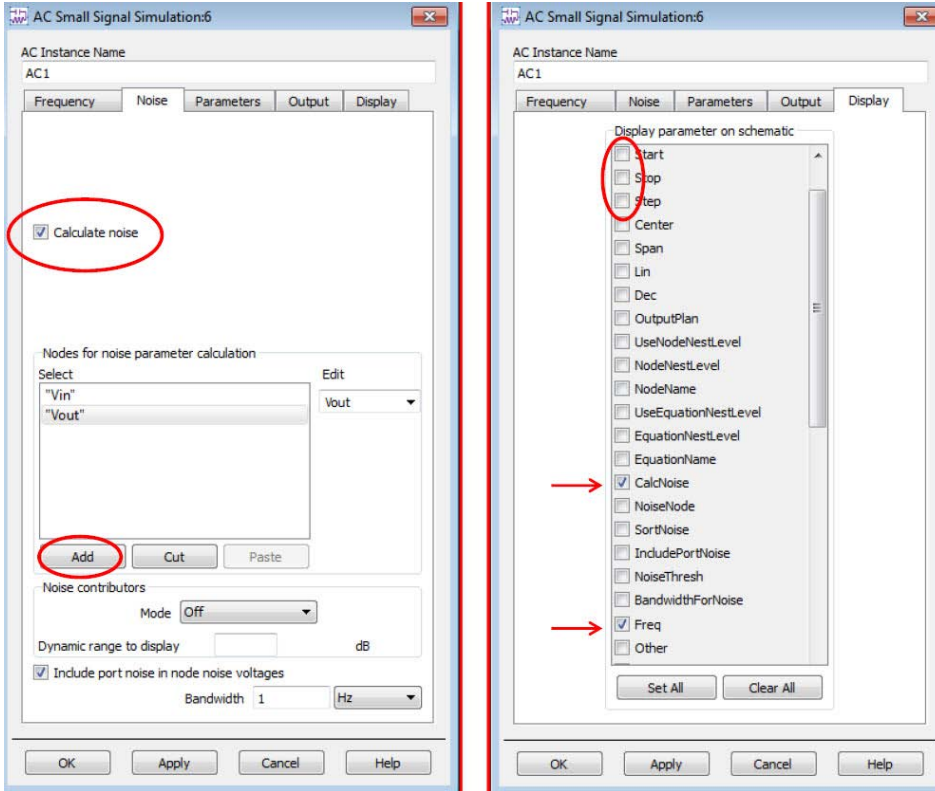 AC Small Signal Simulation:6
AC Instance Name
AC1
Frequency Noise Parameters Output Display
Calculate noise
Nodes for noise parameter calculation
Select Edit
"Vin"
Vout
"Vout"
Add Cut Paste
Noise contributors
Mode Off
Dynamic range to display dB
Include port noise in node noise voltages
Bandwidth 1 Hz
OK Apply Cancel Help
AC Small Signal Simulation:6
AC Instance Name
AC1
Frequency Noise Parameters Output Display
Display parameter on schematic
Start
Stop
Step
Center
Span
Lin
Dec
OutputPlan
UseNodeNestLevel
NodeNestLevel
NodeName
UseEquationNestLevel
EquationNestLevel
EquationName
CalcNoise
NoiseNode
SortNoise
IncludePortNoise
NoiseThresh
BandwidthForNoise
Freq
Other
Set All Clear All
OK Apply Cancel Help